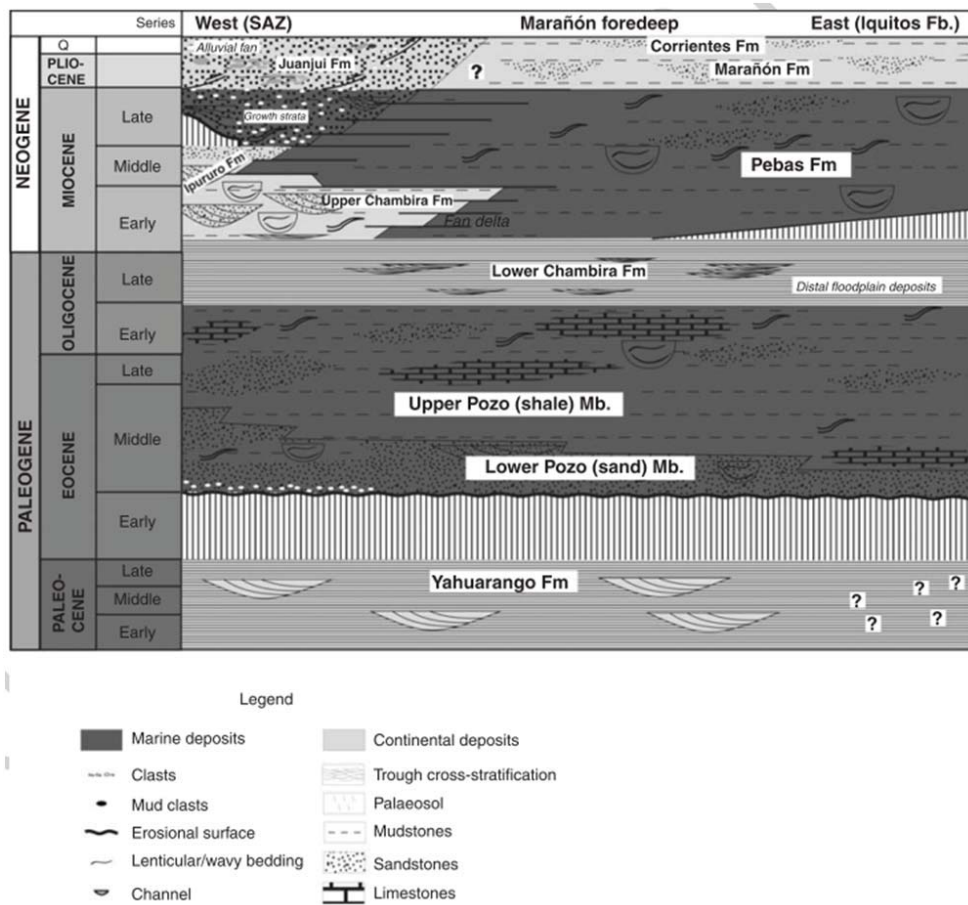 Series
West (SAZ)
Marañón foredeep
East (Iquitos Fb.)
NEOGENE
Q
PLIO-
CENE
Alluvial fan
Juanjui Fm
?
Corrientes Fm
Marañón Fm
MIOCENE
Late
Growth strata
Middle
Ipururo Fm
Pebas Fm
Early
Upper Chambira Fm
Fan delta
PALEOGENE
OLIGOCENE
Late
Lower Chambira Fm
Distal floodplain deposits
Early
EOCENE
Late
Upper Pozo (shale) Mb.
Middle
Lower Pozo (sand) Mb.
Early
PALEO-
CENE
Late
Yahuarango Fm
Middle
Early
?
?
?
?
?
Legend
Marine deposits
Continental deposits
Clasts
Trough cross-stratification
Mud clasts
Palaeosol
Erosional surface
Mudstones
Lenticular/wavy bedding
Sandstones
Channel
Limestones